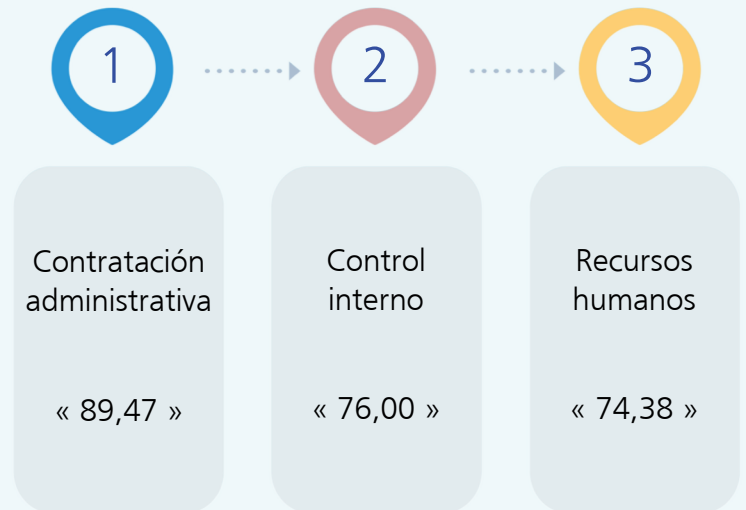 1
2
3
Contratación
administrativa
« 89,47 »
Control
interno
« 76,00 »
Recursos
humanos
« 74,38 »